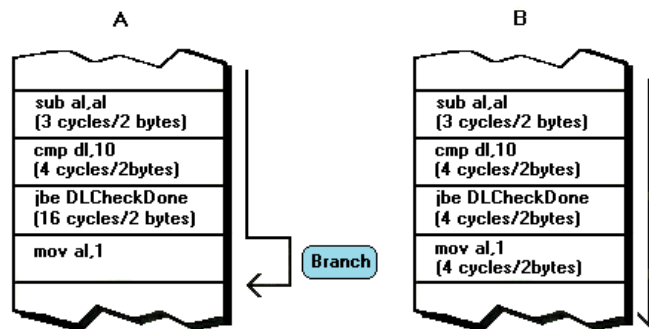 A
sub al,al
(3 cycles/2 bytes)
cmp dl,10
(4 cycles/2bytes)
jbe DLCheckDone
(16 cycles/2 bytes)
mov al,1
Branch
B
sub al,al
(3 cycles/2 bytes)
cmp dl,10
(4 cycles/2bytes)
jbe DLCheckDone
(4 cycles/2bytes)
mov al,1
(4 cycles/2bytes)